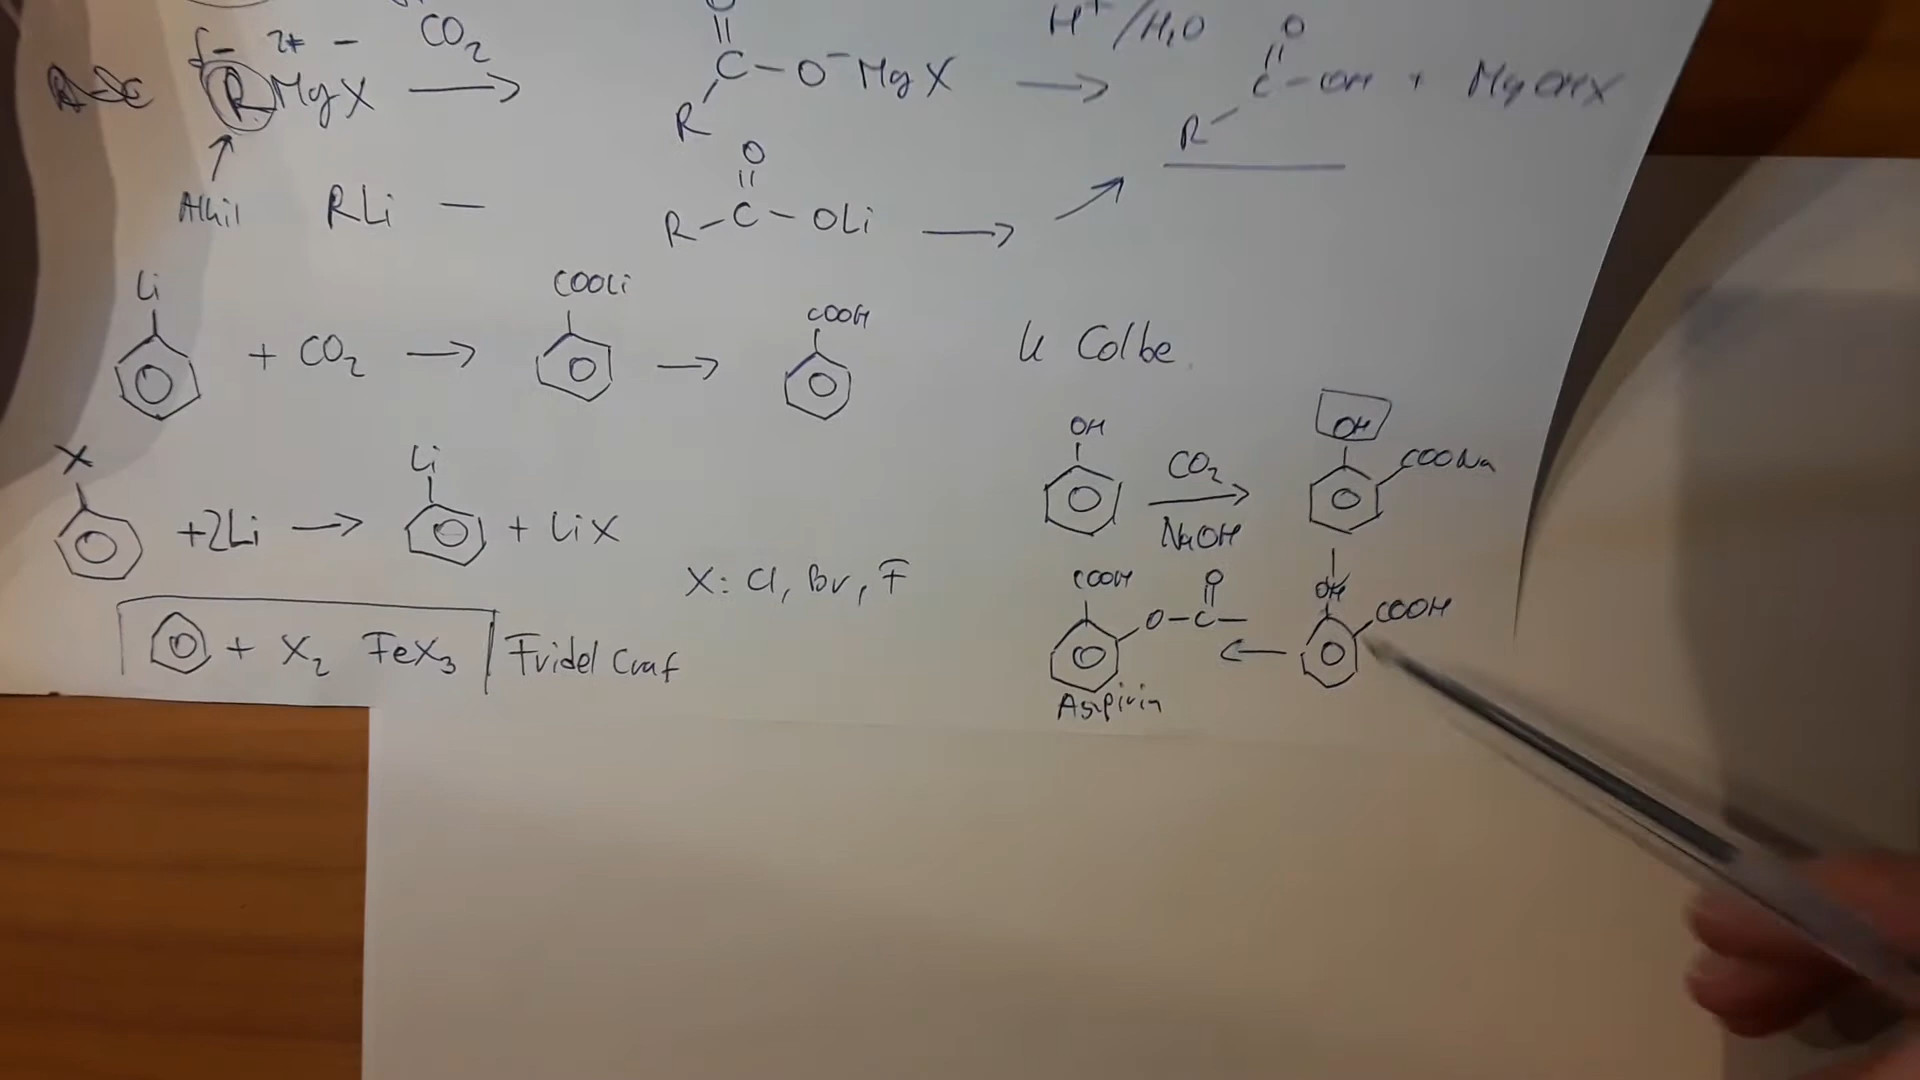 CO2 H+/H2O
RMgX → R-C(=O)-O⁻MgX → R-C(=O)-OH + MgOHX
Alkil RLi — R-C(=O)-OLi →
Li + CO2 → COOLi → COOH
K Colbe
X +2Li → Li + LiX
X: Cl, Br, F
+ X2 FeX3 Fridel Craf
OH CO2 NaOH → OH COONa
OH COOH
COOH O-C(=O)-
Aspirin